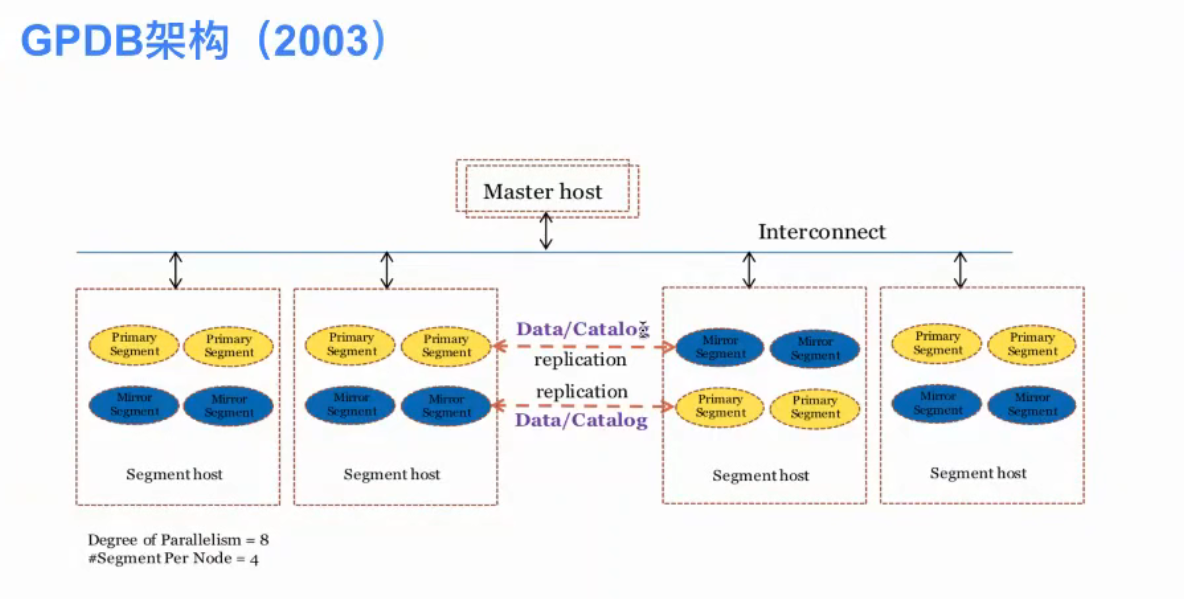 GPDB架构（2003）
Master host
Interconnect
Primary
Segment
Primary
Segment
Mirror
Segment
Mirror
Segment
Segment host
Primary
Segment
Primary
Segment
Mirror
Segment
Mirror
Segment
Segment host
Data/Catalog
replication
replication
Data/Catalog
Mirror
Segment
Mirror
Segment
Primary
Segment
Primary
Segment
Segment host
Primary
Segment
Primary
Segment
Mirror
Segment
Mirror
Segment
Segment host
Degree of Parallelism = 8
#Segment Per Node = 4